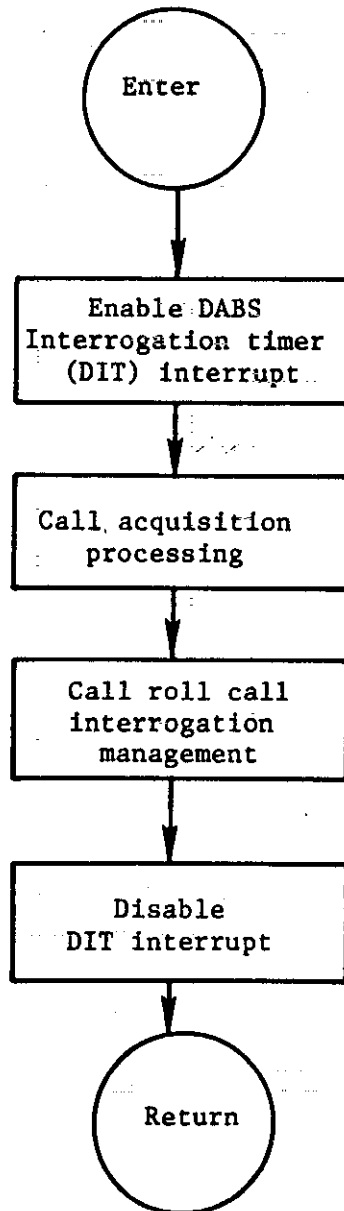 Enter
Enable DABS
Interrogation timer
(DIT) interrupt
Call acquisition
processing
Call roll call
interrogation
management
Disable
DIT interrupt
Return